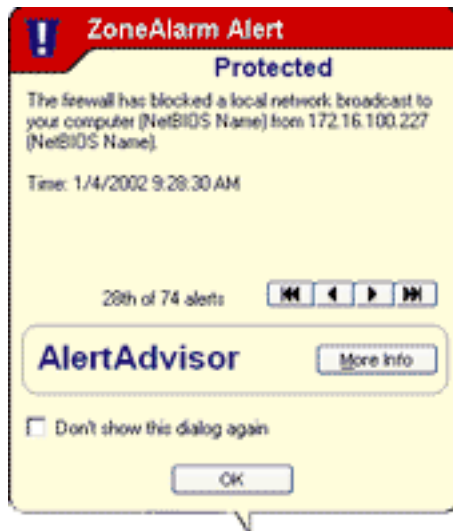 ZoneAlarm Alert
Protected
The firewall has blocked a local network broadcast to
your computer (NetBIOS Name) from 172.16.100.227
(NetBIOS Name).
Time: 1/4/2002 9:28:30 AM
28th of 74 alerts
AlertAdvisor
More Info
Don't show this dialog again
OK